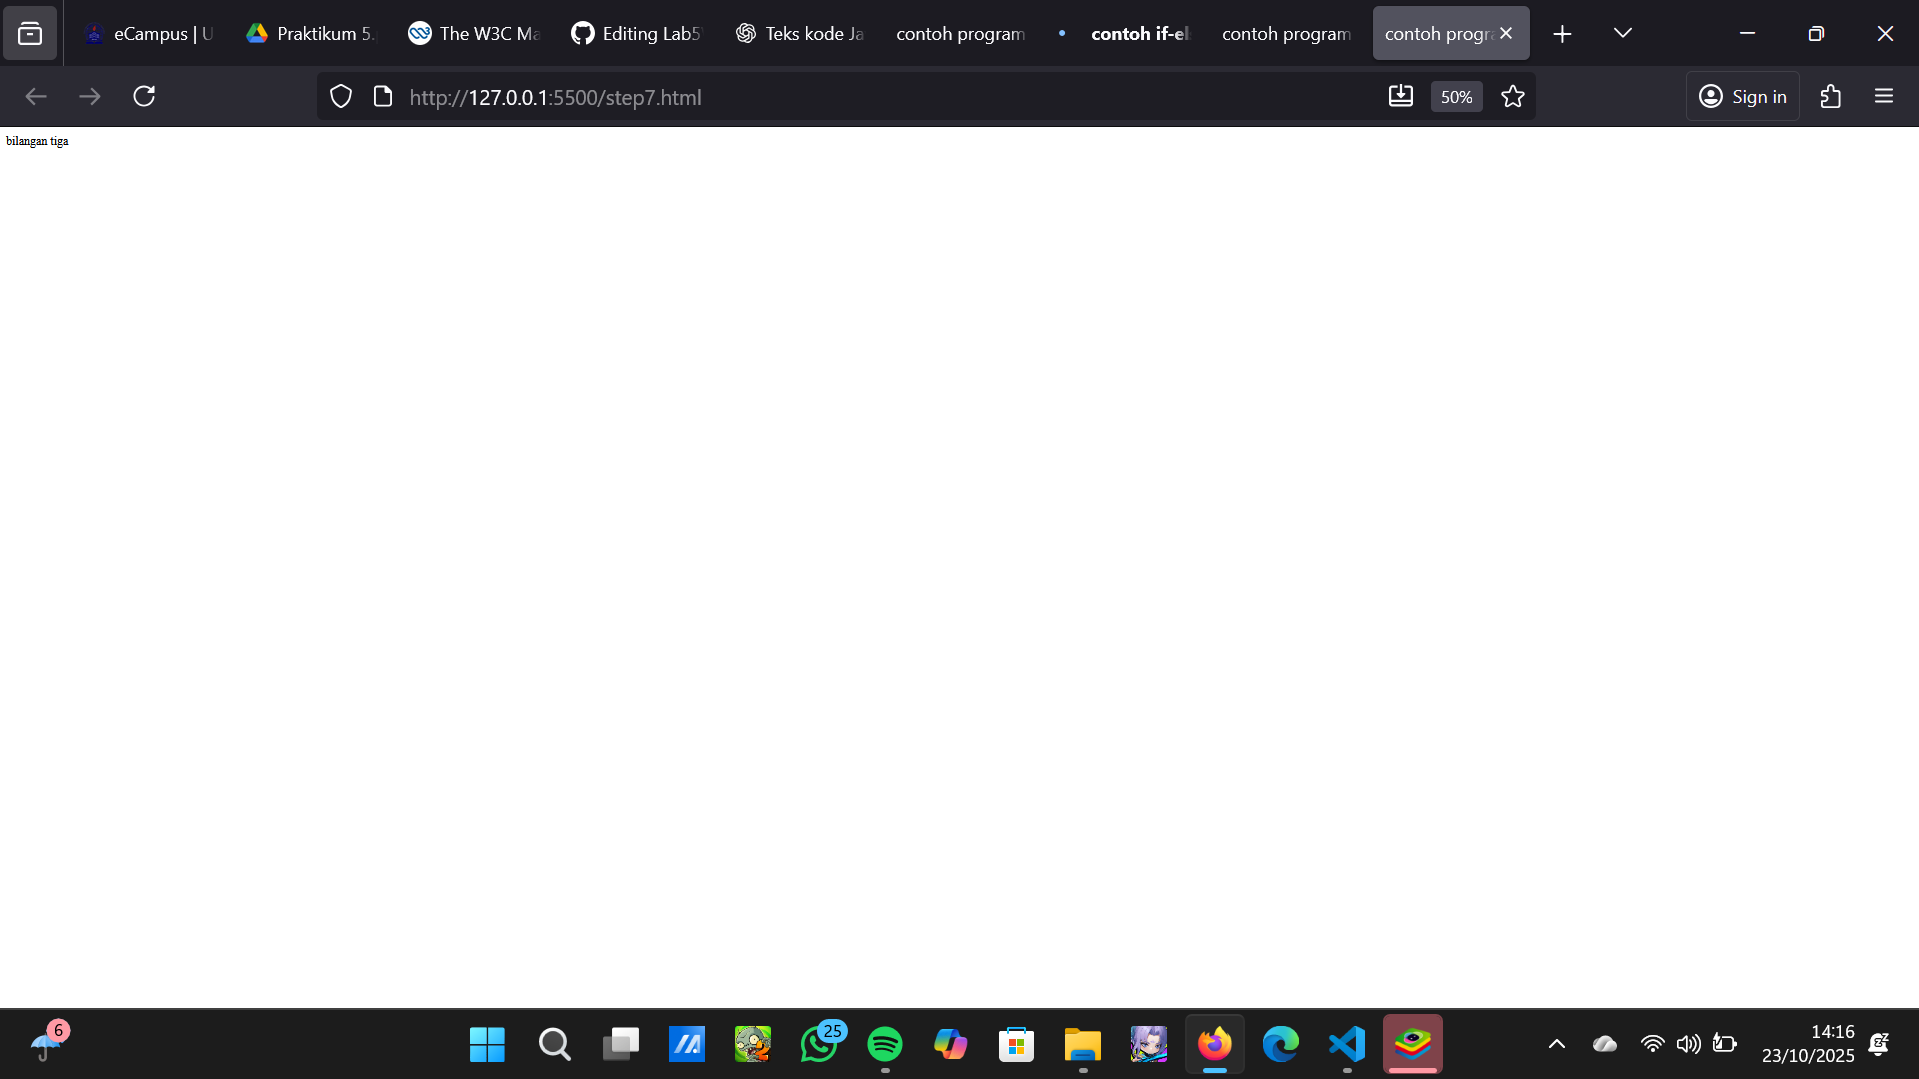 eCampus | U
Praktikum 5.
The W3C Ma
Editing Lab5
Teks kode Ja
contoh program
contoh if-el
contoh program
contoh progra
http://127.0.0.1:5500/step7.html
50%
Sign in
bilangan tiga
6
25
14:16
23/10/2025